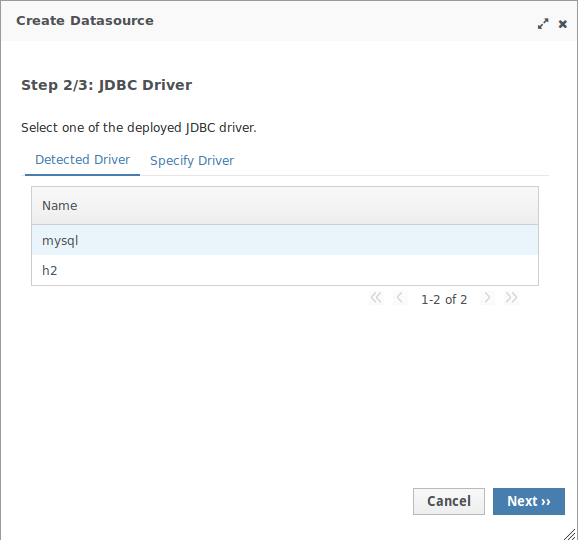 Create Datasource
Step 2/3: JDBC Driver
Select one of the deployed JDBC driver.
Detected Driver Specify Driver
Name
mysql
h2
1-2 of 2
Cancel Next ››